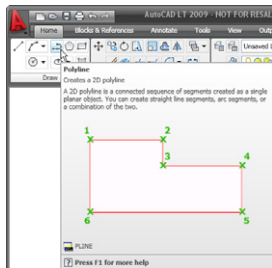 AutoCAD LT 2009 - NOT FOR RESAL
Home Blocks & References Annotate Tools View Outp
Unsaved L
Draw
Polyline
Creates a 2D polyline
A 2D polyline is a connected sequence of segments created as a single
planar object. You can create straight line segments, arc segments, or
a combination of the two.
1 2
3 4
6 5
PLINE
Press F1 for more help